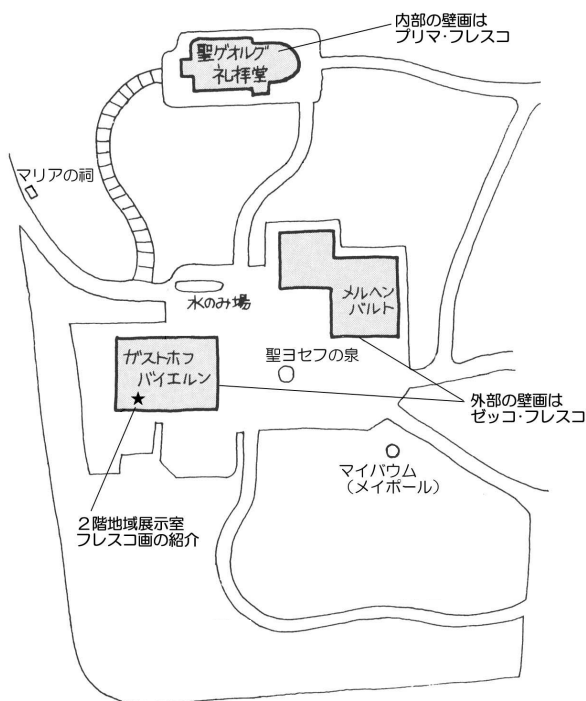 内部の壁画は
プリマ・フレスコ
聖ゲオルグ
礼拝堂
マリアの祠
水のみ場
メルヘン
バルト
ガストホフ
バイエルン
聖ヨセフの泉
★
外部の壁画は
ゼッコ・フレスコ
マイバウム
（メイポール）
2階地域展示室
フレスコ画の紹介